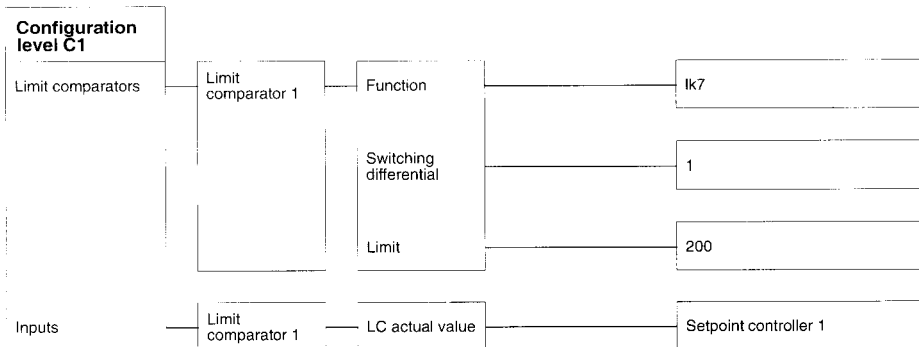 Configuration
level C1
Limit comparators
Limit
comparator 1
Function
lk7
Switching
differential
1
Limit
200
Inputs
Limit
comparator 1
LC actual value
Setpoint controller 1